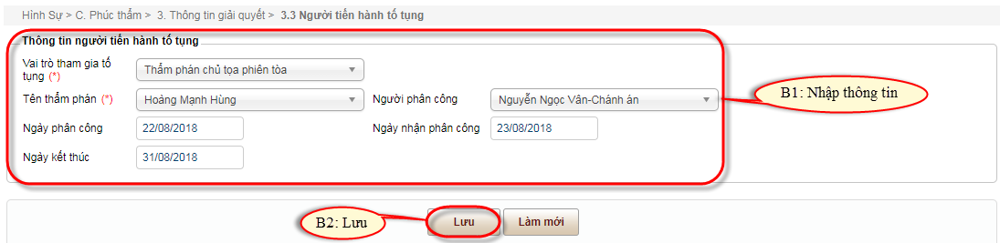 Hình Sự > C. Phúc thẩm > 3. Thông tin giải quyết > 3.3 Người tiến hành tố tụng
Thông tin người tiến hành tố tụng
Vai trò tham gia tố tụng (*) Thẩm phán chủ tọa phiên tòa
Tên thẩm phán (*) Hoàng Mạnh Hùng Người phân công Nguyễn Ngọc Vân-Chánh án
B1: Nhập thông tin
Ngày phân công 22/08/2018 Ngày nhận phân công 23/08/2018
Ngày kết thúc 31/08/2018
B2: Lưu Lưu Làm mới